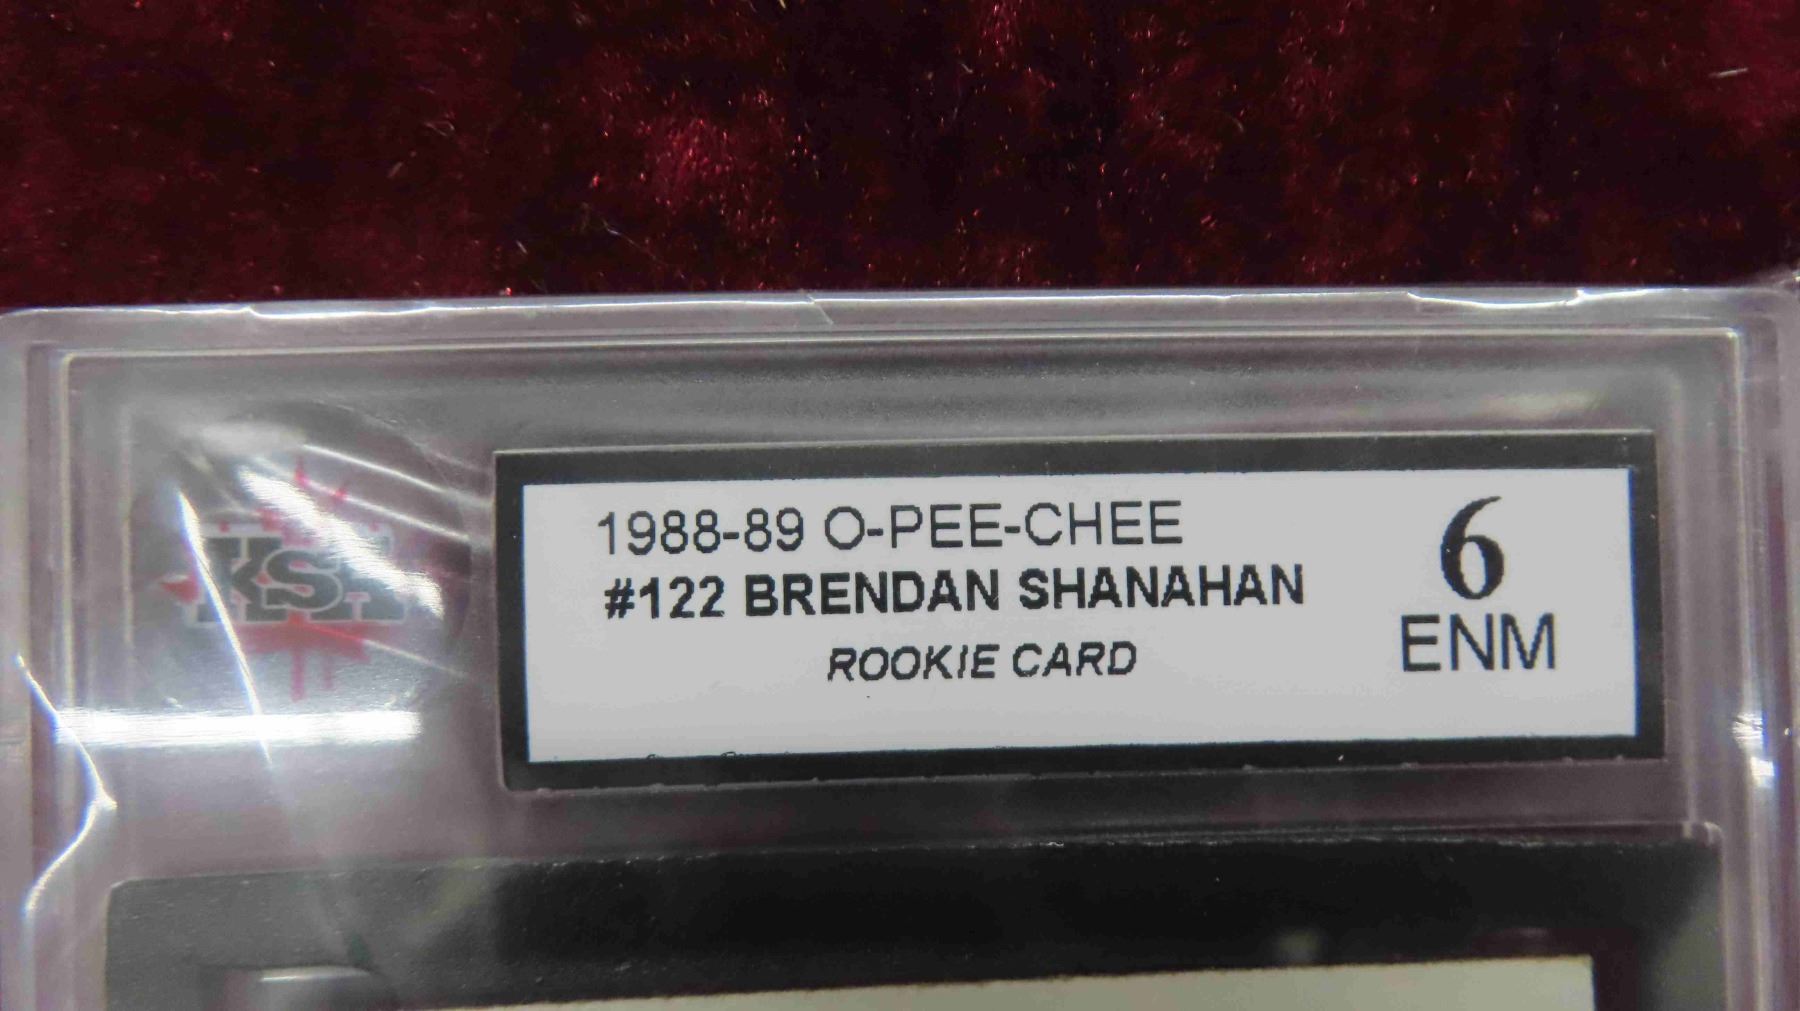 KSA
1988-89 O-PEE-CHEE
#122 BRENDAN SHANAHAN
ROOKIE CARD
6
ENM